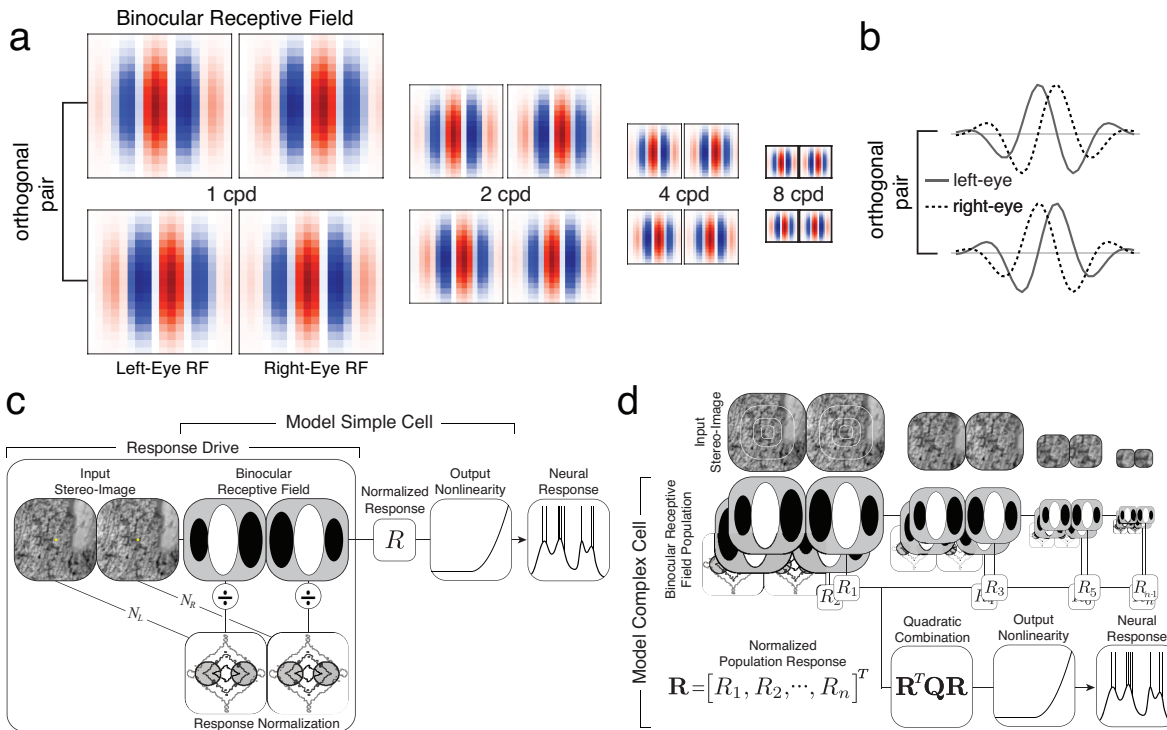 a
Binocular Receptive Field
orthogonal
pair
1 cpd
2 cpd
4 cpd
8 cpd
Left-Eye RF
Right-Eye RF
b
orthogonal
pair
left-eye
right-eye
c
Model Simple Cell
Response Drive
Input
Stereo-Image
Binocular
Receptive Field
Normalized
Response
Output
Nonlinearity
Neural
Response
R
÷
÷
N_L
N_R
Response Normalization
d
Input
Stereo-Image
Model Complex Cell
Binocular Receptive
Field Population
R_2
R_1
R_3
R_5
R_{n-1}
Normalized
Population Response
R = [R_1, R_2, ⋯, R_n]^T
Quadratic
Combination
R^T Q R
Output
Nonlinearity
Neural
Response